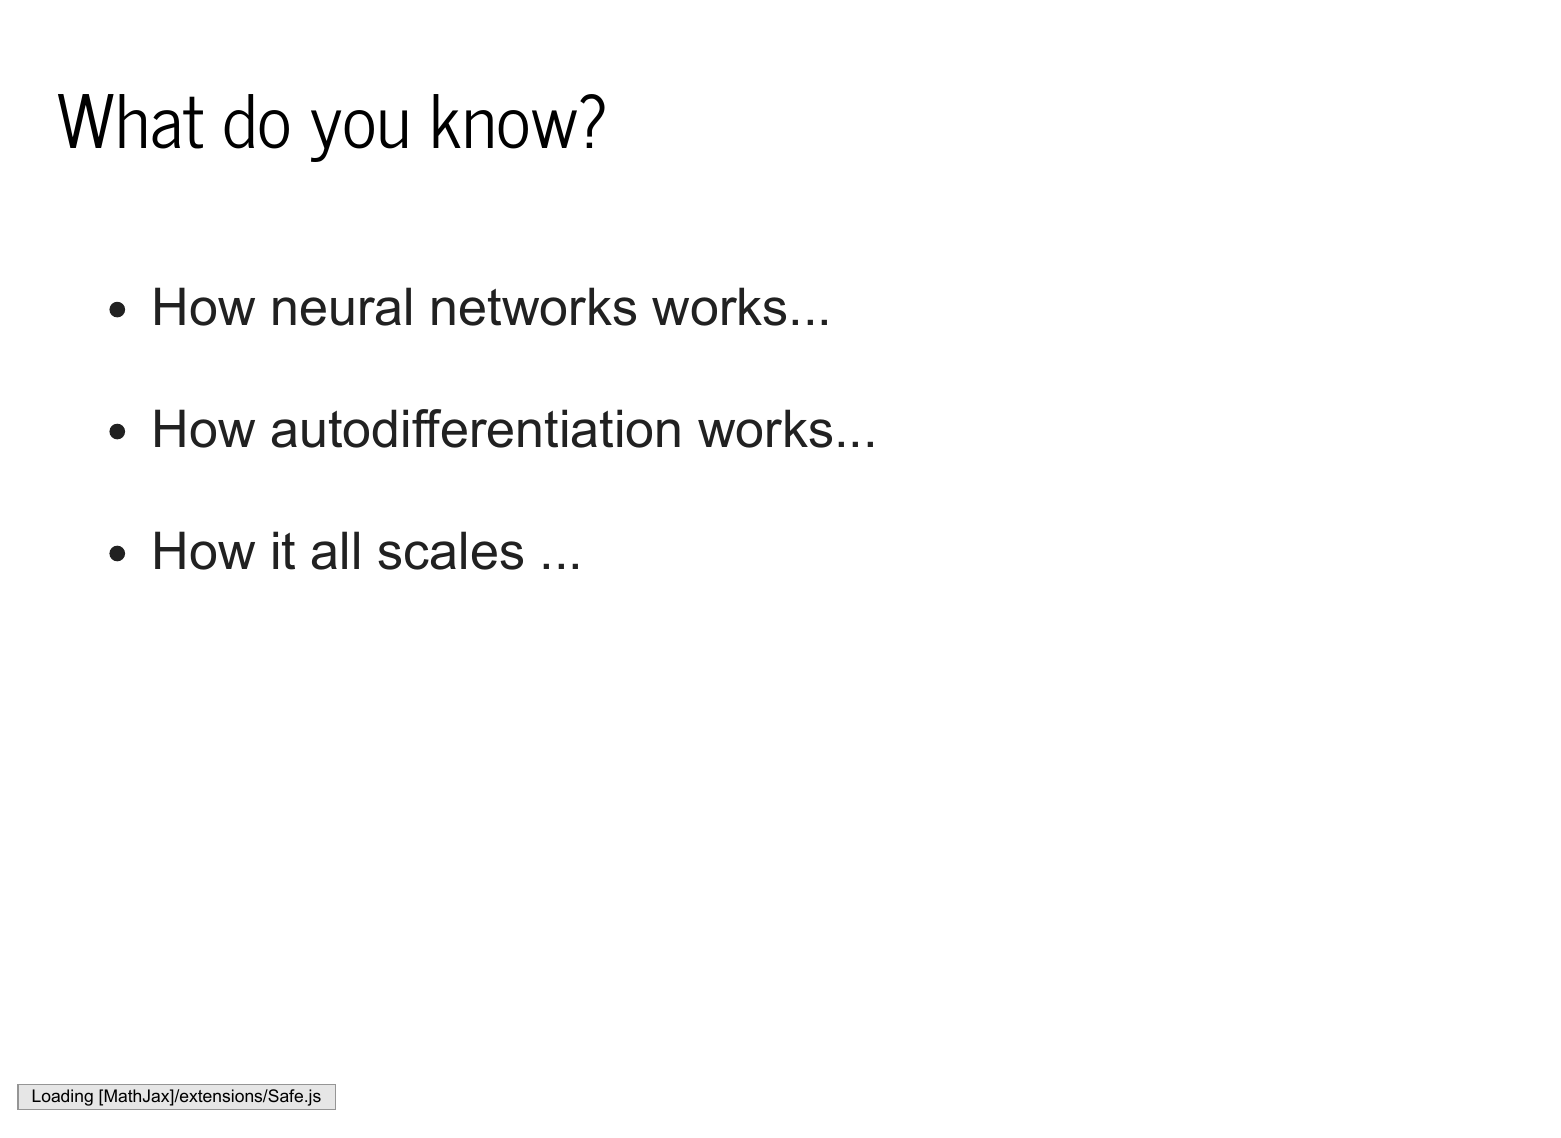 What do you know?
• How neural networks works...
• How autodifferentiation works...
• How it all scales ...
Loading [MathJax]/extensions/Safe.js